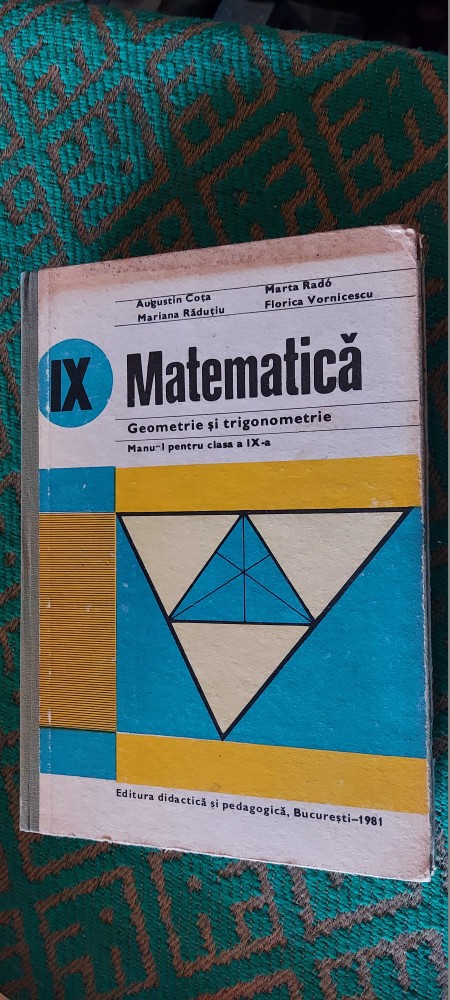 Augustin Coța
Mariana Răduțiu
Marta Radó
Florica Vornicescu
IX
Matematică
Geometrie și trigonometrie
Manual pentru clasa a IX-a
Editura didactică și pedagogică, București–1981